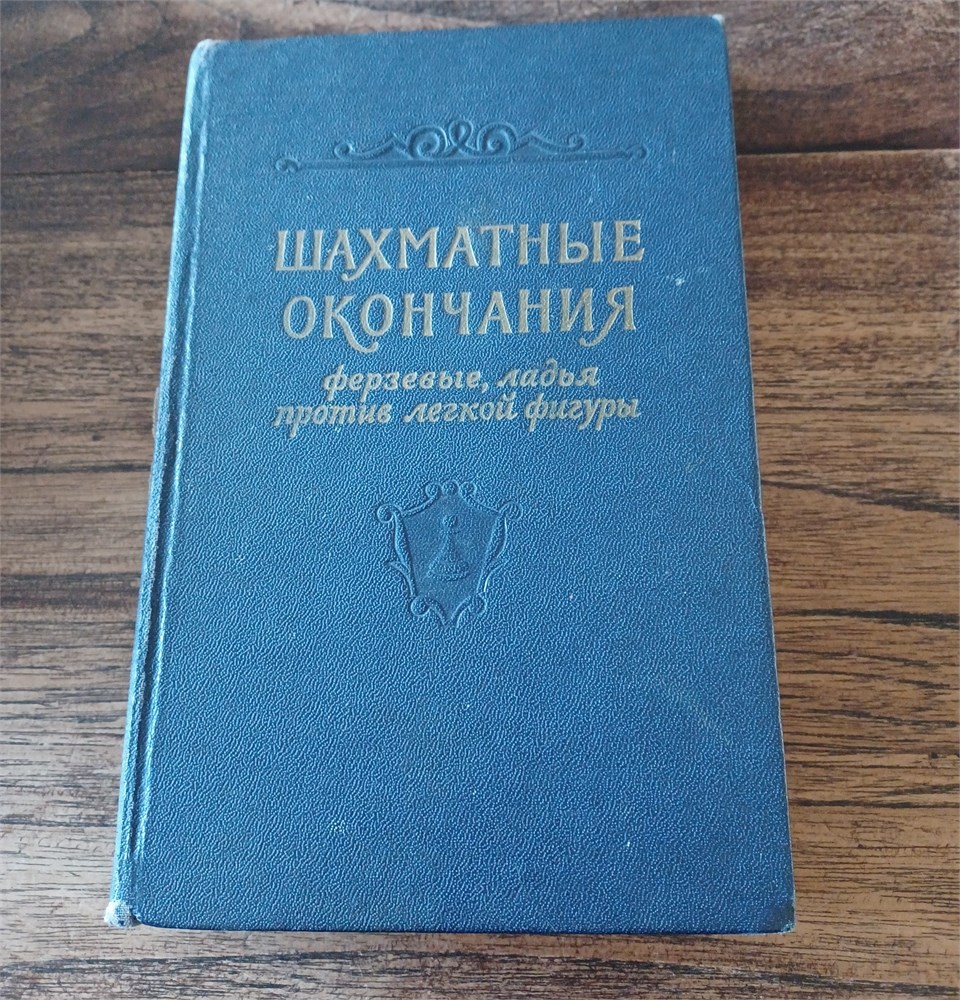 ШАХМАТНЫЕ
ОКОНЧАНИЯ
ферзевые, ладья
против легкой фигуры